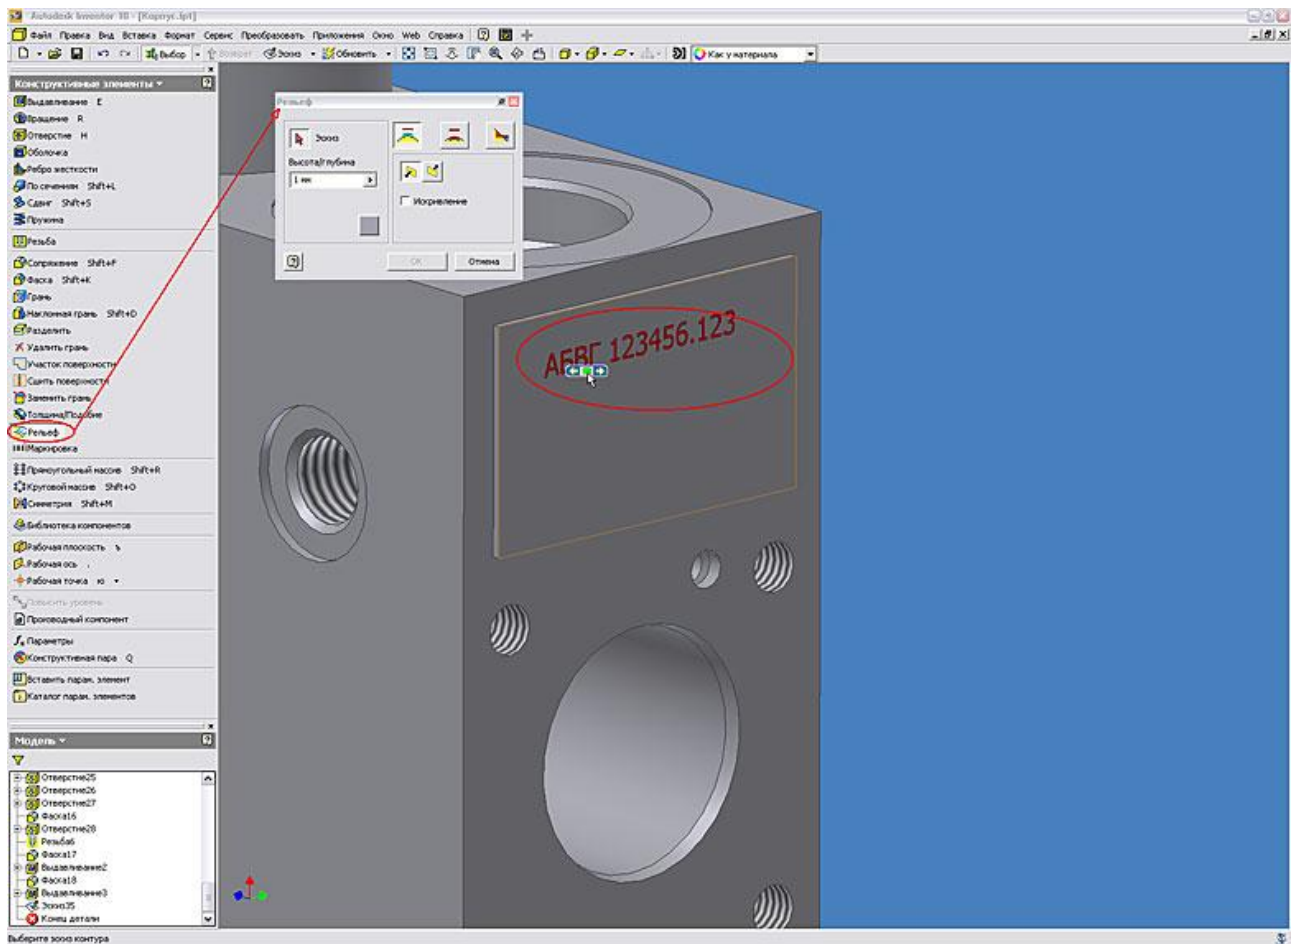 Autodesk Inventor 10 - [Корпус.ipt]
Файл Правка Вид Вставка Формат Сервис Преобразовать Приложения Окно Web Справка
Выбор Возврат Эскиз Обновить Как у материала
Конструктивные элементы
Выдавливание E
Вращение R
Отверстие H
Оболочка
Ребро жесткости
По сечениям Shift+L
Сдвиг Shift+S
Пружина
Резьба
Сопряжение Shift+F
Фаска Shift+K
Грань
Наклонная грань Shift+D
Разделить
Удалить грань
Участок поверхности
Сшить поверхности
Заменить грань
Толщина/Подобие
Рельеф
Маркировка
Прямоугольный массив Shift+R
Круговой массив Shift+O
Симметрия Shift+M
Библиотека компонентов
Рабочая плоскость ъ
Рабочая ось .
Рабочая точка ю
Повысить уровень
Производный компонент
Параметры
Конструктивная пара Q
Вставить парам. элемент
Каталог парам. элементов
Модель
Отверстие25
Отверстие26
Отверстие27
Фаска16
Отверстие28
Резьба6
Фаска17
Выдавливание2
Фаска18
Выдавливание3
Эскиз35
Конец детали
Выберите эскиз контура
Рельеф
Эскиз
Высота/глубина
1 мм
Искривление
OK
Отмена
АБВГ 123456.123